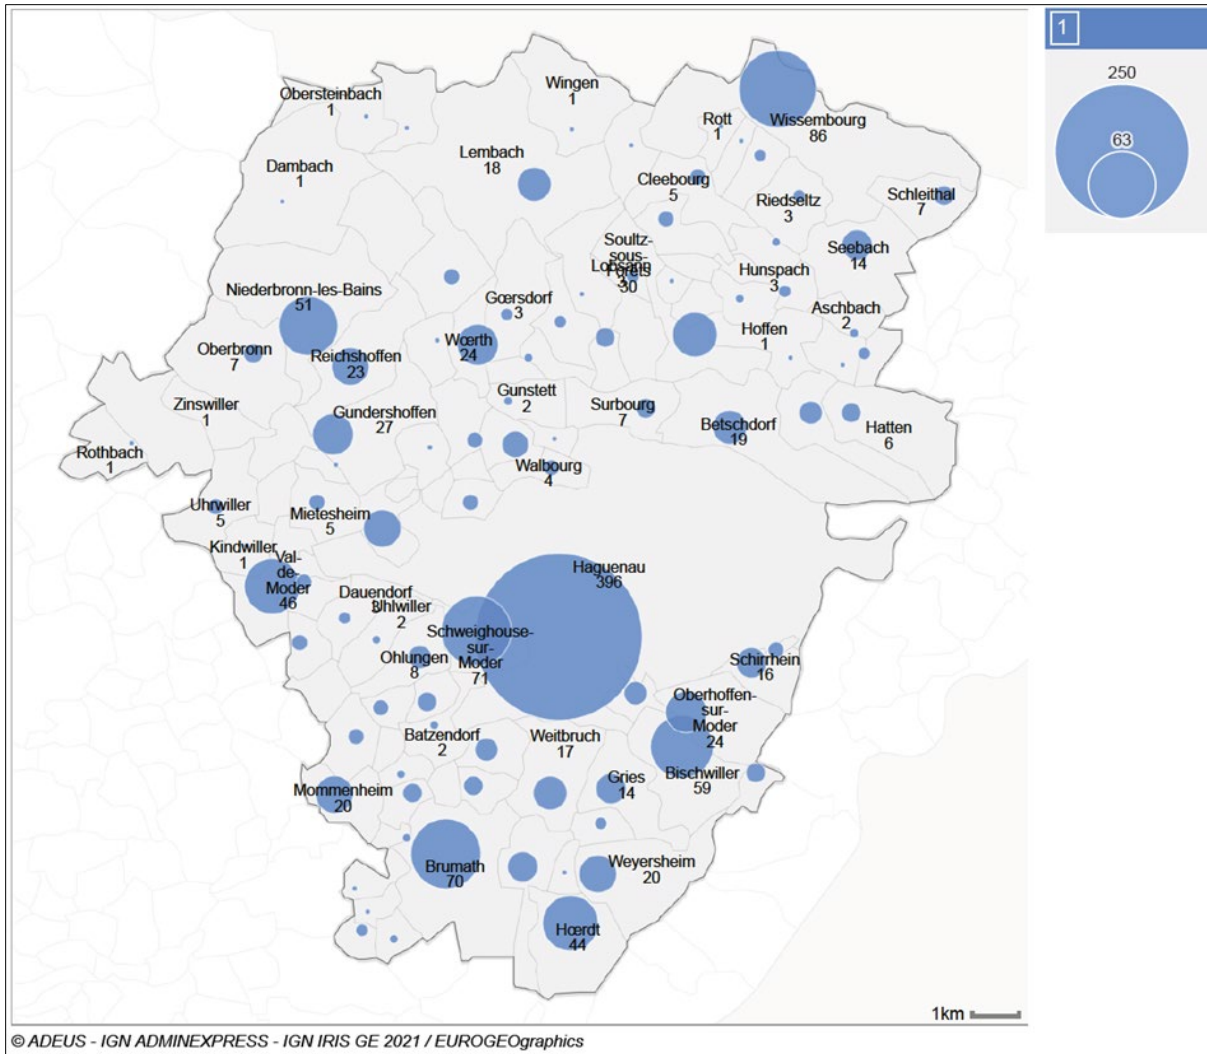 1
250
63
Obersteinbach
1
Wingen
1
Rott
1
Wissembourg
86
Dambach
1
Lembach
18
Cleebourg
5
Riedseltz
3
Schleithal
7
Soultz-
sous-
Forêts
30
Lobsann
3
Seebach
14
Hunspach
3
Niederbronn-les-Bains
51
Gœrsdorf
3
Aschbach
2
Hoffen
1
Oberbronn
7
Reichshoffen
23
Wœrth
24
Zinswiller
1
Gundershoffen
27
Gunstett
2
Surbourg
7
Betschdorf
19
Hatten
6
Rothbach
1
Walbourg
4
Uhrwiller
5
Mietesheim
5
Kindwiller
1
Val-
de-
Moder
46
Haguenau
396
Dauendorf
3
Uhlwiller
2
Schweighouse-
sur-
Moder
71
Ohlungen
8
Schirrhein
16
Oberhoffen-
sur-
Moder
24
Batzendorf
2
Weitbruch
17
Bischwiller
59
Gries
14
Mommenheim
20
Brumath
70
Weyersheim
20
Hœrdt
44
1km
© ADEUS - IGN ADMINEXPRESS - IGN IRIS GE 2021 / EUROGEOgraphics